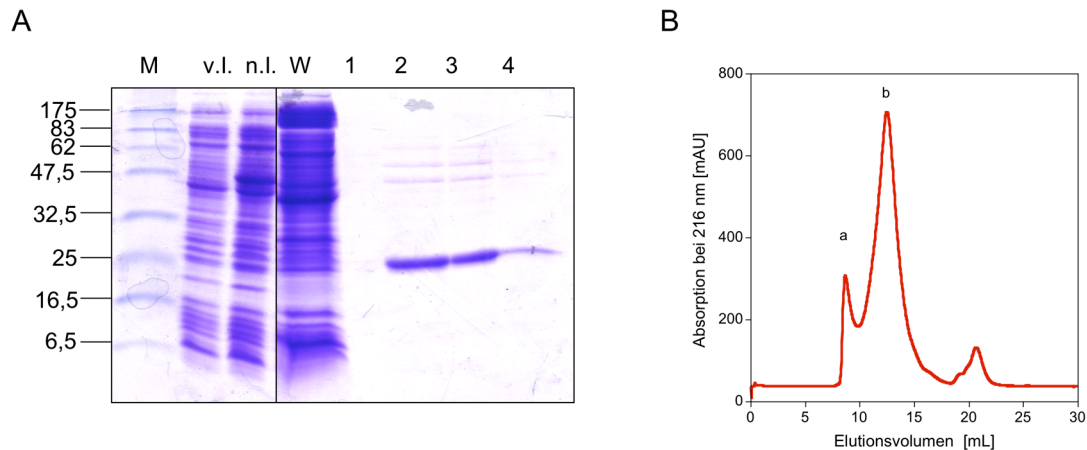 A
M v.I. n.I. W 1 2 3 4
175
83
62
47,5
32,5
25
16,5
6,5
B
Absorption bei 216 nm [mAU]
800
600
400
200
0
a
b
0 5 10 15 20 25 30
Elutionsvolumen [mL]